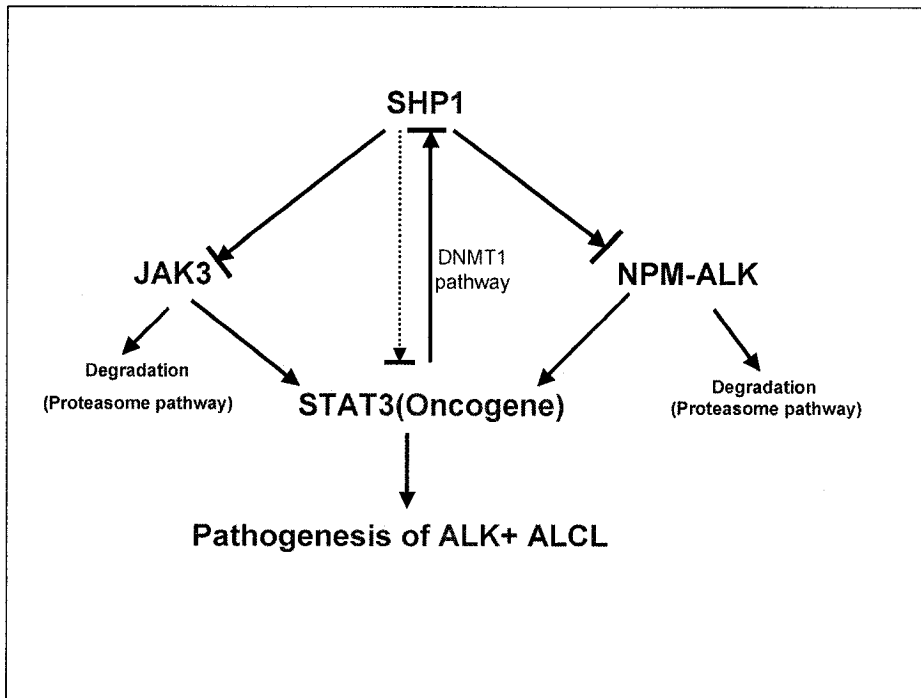 SHP1
DNMT1
pathway
JAK3
NPM-ALK
Degradation
(Proteasome pathway)
STAT3(Oncogene)
Degradation
(Proteasome pathway)
Pathogenesis of ALK+ ALCL